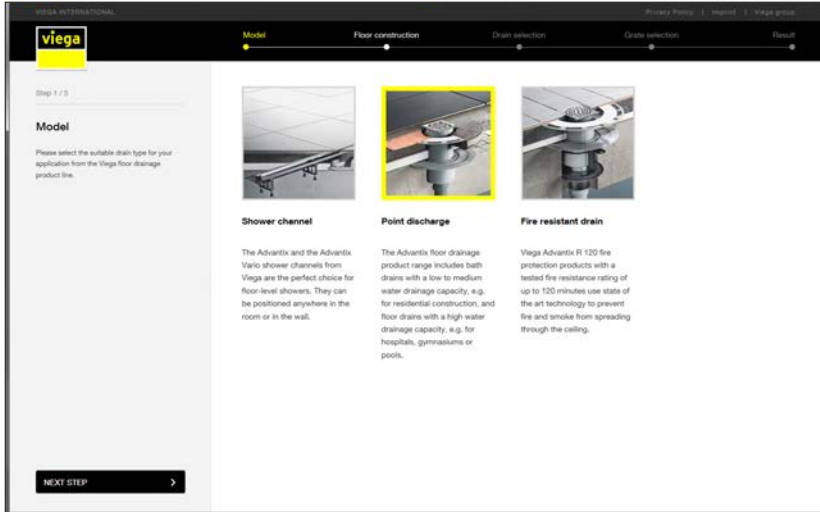 VIEGA INTERNATIONAL
Privacy Policy | Imprint | Viega group
viega
Model
Floor construction
Drain selection
Grate selection
Result
Step 1 / 5
Model
Please select the suitable drain type for your
application from the Viega floor drainage
product line.
Shower channel
The Advantix and the Advantix
Vario shower channels from
Viega are the perfect choice for
floor-level showers. They can
be positioned anywhere in the
room or in the wall.
Point discharge
The Advantix floor drainage
product range includes bath
drains with a low to medium
water drainage capacity, e.g.
for residential construction, and
floor drains with a high water
drainage capacity, e.g. for
hospitals, gymnasiums or
pools.
Fire resistant drain
Viega Advantix R 120 fire
protection products with a
tested fire resistance rating of
up to 120 minutes use state of
the art technology to prevent
fire and smoke from spreading
through the ceiling.
NEXT STEP